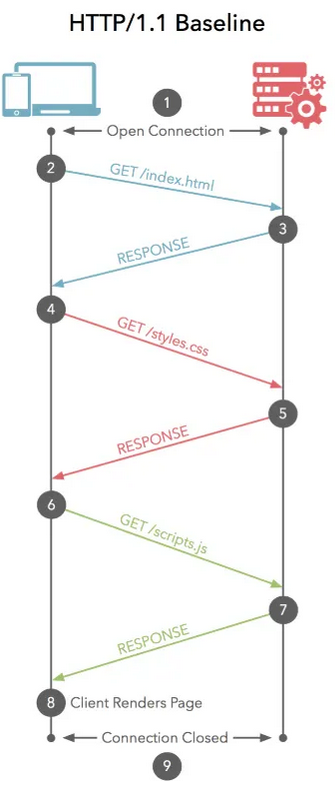 HTTP/1.1 Baseline
1
Open Connection
2
GET /index.html
3
RESPONSE
4
GET /styles.css
5
RESPONSE
6
GET /scripts.js
7
RESPONSE
8 Client Renders Page
Connection Closed
9